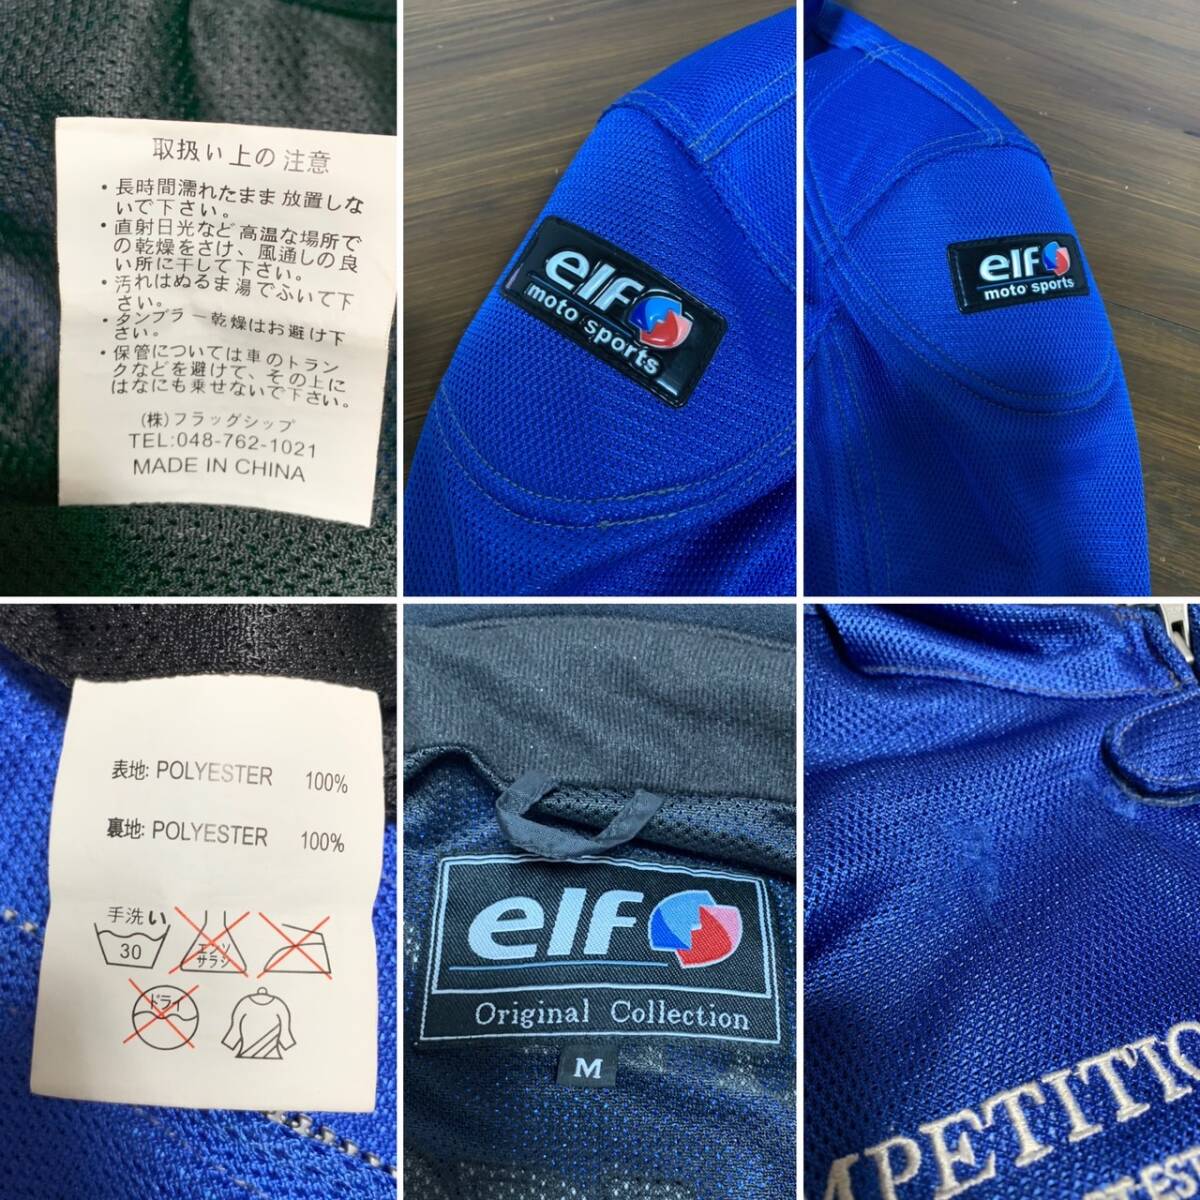 取扱い上の注意
・長時間濡れたまま放置しな
いで下さい。
・直射日光など高温な場所で
の乾燥をさけ、風通しの良
い所に干して下さい。
・汚れはぬるま湯でふいて下
さい。
・タンブラー乾燥はお避け下
さい。
・保管については車のトラン
クなどを避けて、その上に
はなにも乗せないで下さい。
(株)フラッグシップ
TEL:048-762-1021
MADE IN CHINA
elf
moto sports
elf
moto sports
表地: POLYESTER 100%
裏地: POLYESTER 100%
手洗い
30
エンソ
サラシ
ドライ
elf
Original Collection
M
MPETITIO
EST